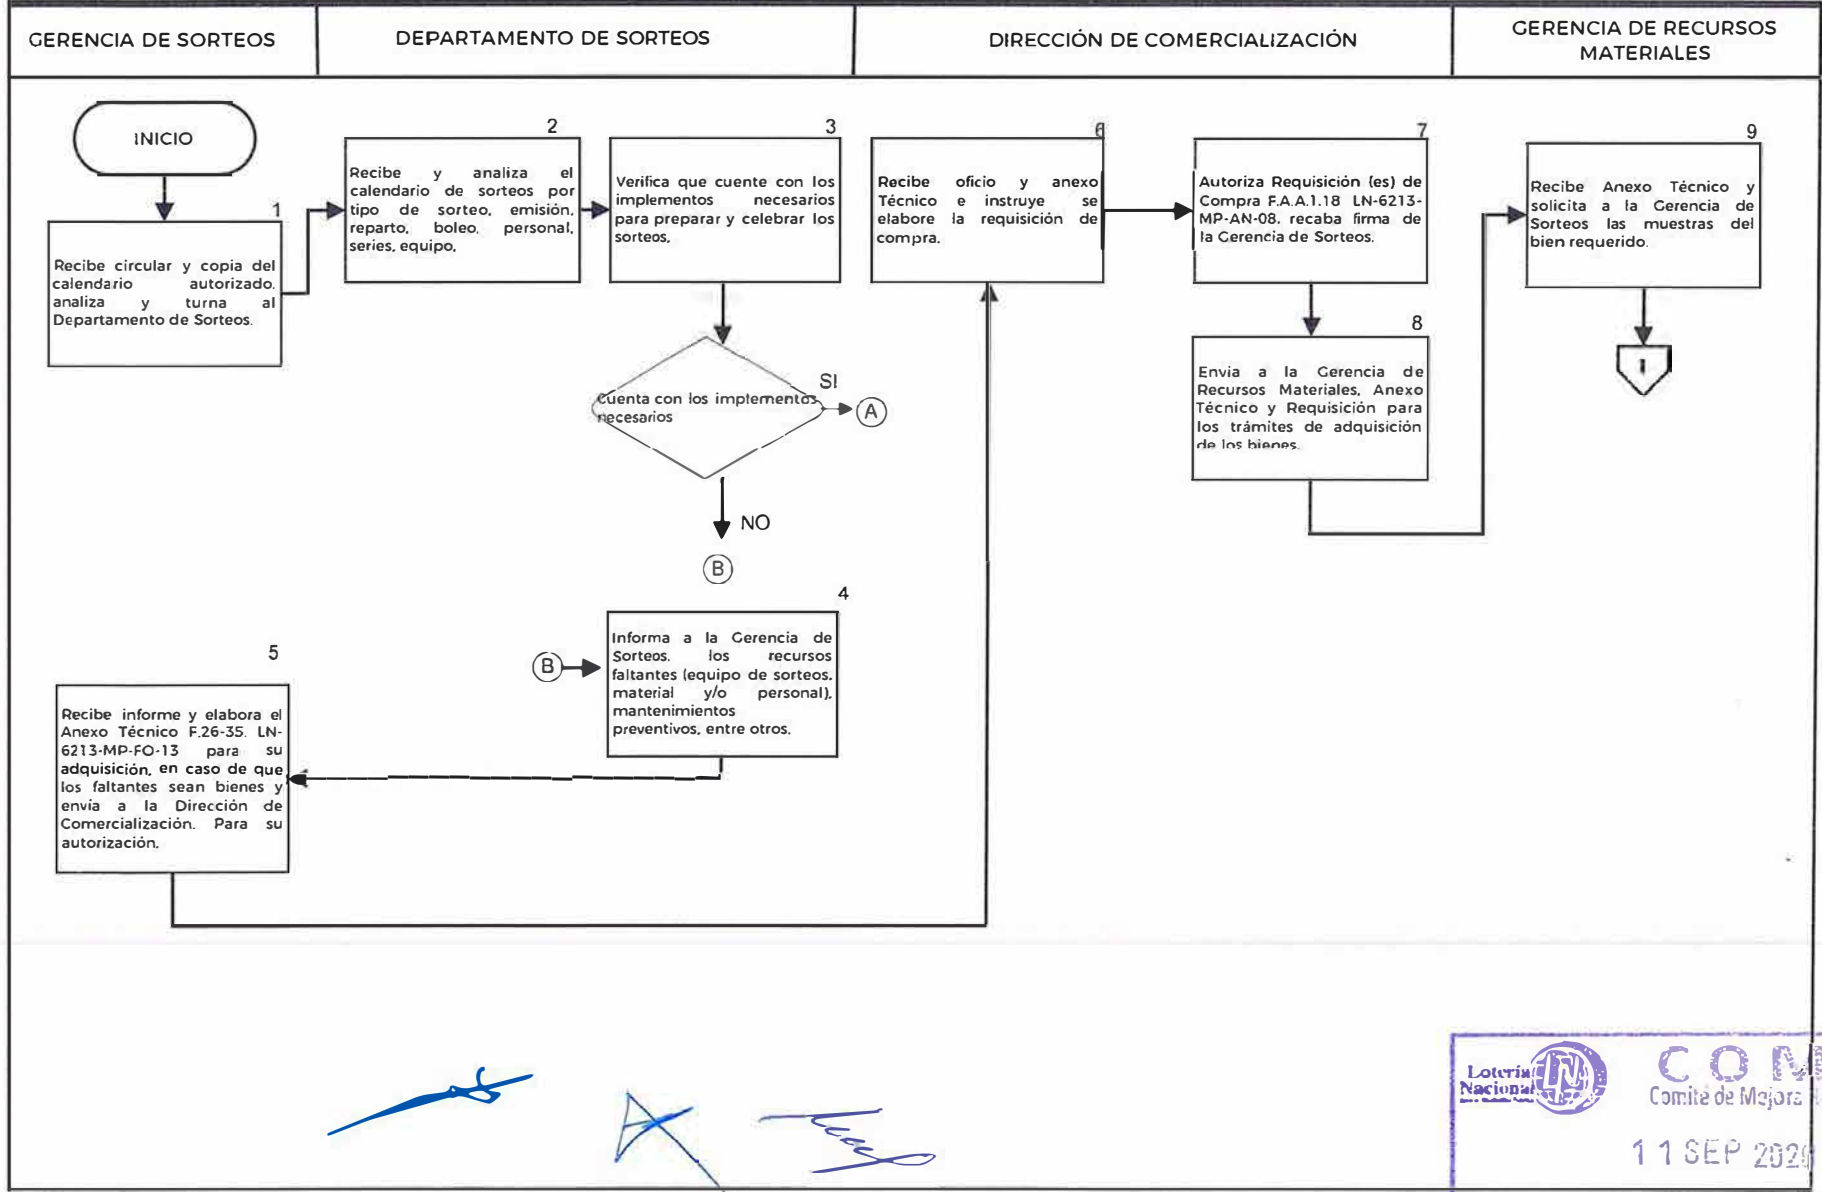 GERENCIA DE SORTEOS
DEPARTAMENTO DE SORTEOS
DIRECCIÓN DE COMERCIALIZACIÓN
GERENCIA DE RECURSOS
MATERIALES
INICIO
1
Recibe circular y copia del
calendario autorizado.
analiza y turna al
Departamento de Sorteos.
2
Recibe y analiza el
calendario de sorteos por
tipo de sorteo, emisión,
reparto, boleo, personal,
series, equipo,
3
Verifica que cuente con los
implementos necesarios
para preparar y celebrar los
sorteos,
Cuenta con los implementos
necesarios
SI
A
NO
B
4
B
Informa a la Gerencia de
Sorteos. los recursos
faltantes (equipo de sorteos,
material y/o personal),
mantenimientos
preventivos, entre otros.
5
Recibe informe y elabora el
Anexo Técnico F.26-35. LN-
6213-MP-FO-13 para su
adquisición, en caso de que
los faltantes sean bienes y
envía a la Dirección de
Comercialización. Para su
autorización.
6
Recibe oficio y anexo
Técnico e instruye se
elabore la requisición de
compra.
7
Autoriza Requisición (es) de
Compra F.A.A.1.18 LN-6213-
MP-AN-08. recaba firma de
la Gerencia de Sorteos.
8
Envia a la Gerencia de
Recursos Materiales, Anexo
Técnico y Requisición para
los trámites de adquisición
de los bienes.
9
Recibe Anexo Técnico y
solicita a la Gerencia de
Sorteos las muestras del
bien requerido.
1
Lotería
Nacional
COM
Comité de Mejora
11 SEP 2020